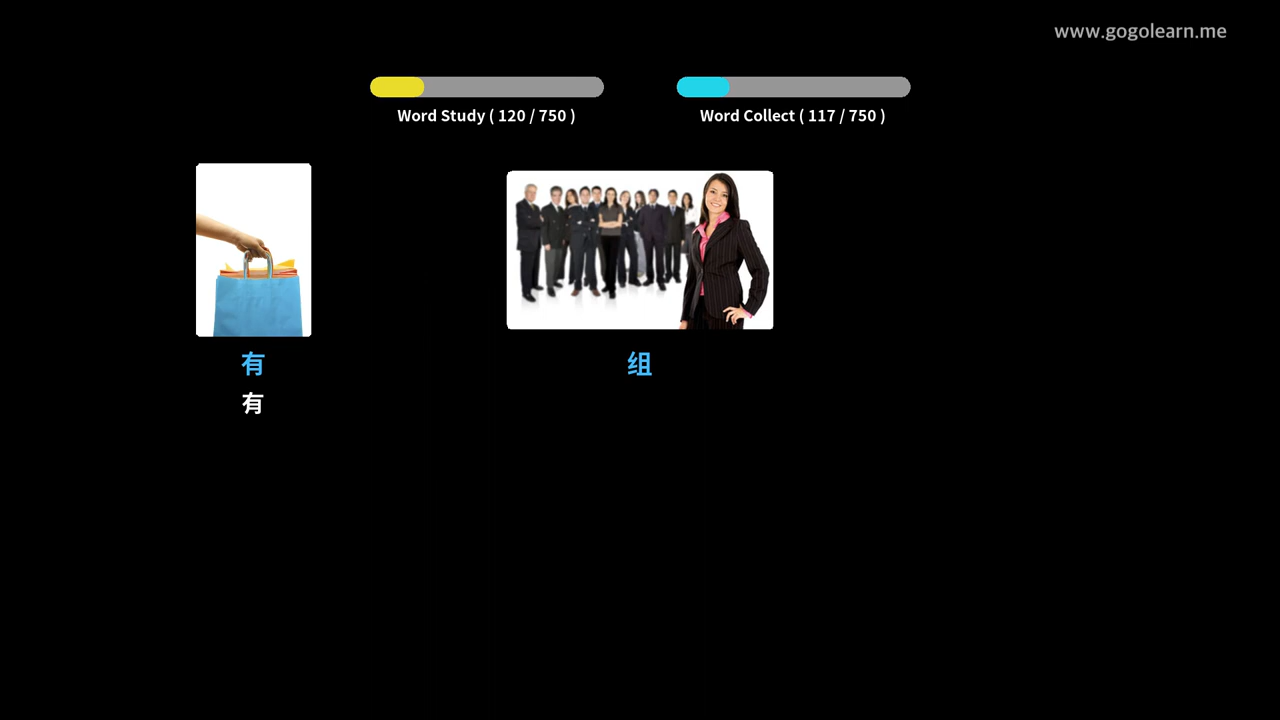 www.gogolearn.me
Word Study ( 120 / 750 )
Word Collect ( 117 / 750 )
有
组
有